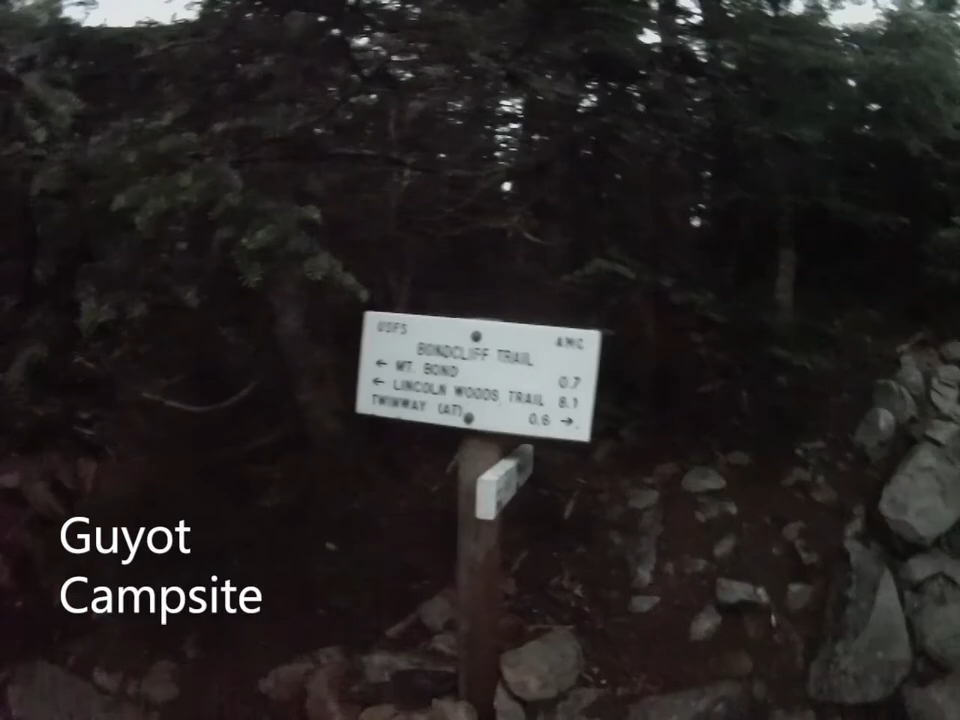 USFS AMC
BONDCLIFF TRAIL
← MT. BOND 0.7
← LINCOLN WOODS TRAIL 8.1
TWINWAY (AT) 0.6 →
Guyot
Campsite